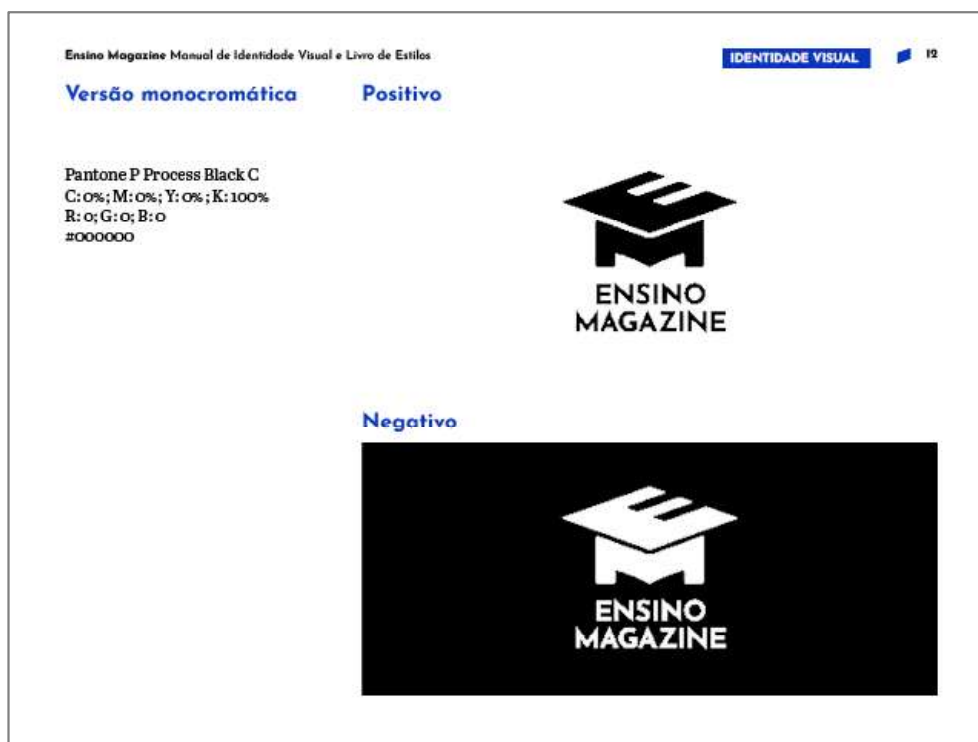 Ensino Magazine Manual de Identidade Visual e Livro de Estilos
IDENTIDADE VISUAL
12
Versão monocromática
Positivo
Pantone P Process Black C
C: 0%; M: 0%; Y: 0%; K: 100%
R: 0; G: 0; B: 0
#000000
ENSINO
MAGAZINE
Negativo
ENSINO
MAGAZINE